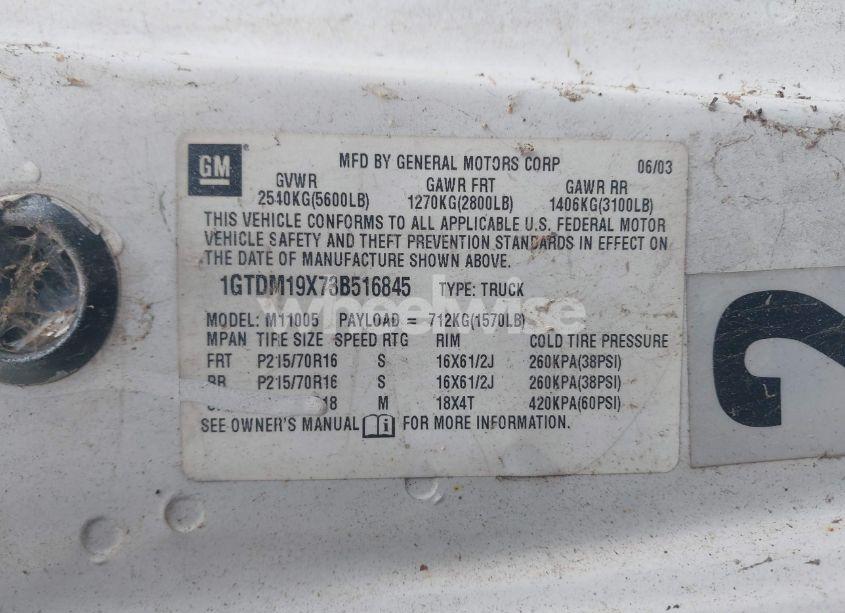 GM
MFD BY GENERAL MOTORS CORP 06/03
GVWR GAWR FRT GAWR RR
2540KG(5600LB) 1270KG(2800LB) 1406KG(3100LB)
THIS VEHICLE CONFORMS TO ALL APPLICABLE U.S. FEDERAL MOTOR
VEHICLE SAFETY AND THEFT PREVENTION STANDARDS IN EFFECT ON
THE DATE OF MANUFACTURE SHOWN ABOVE.
1GTDM19X73B516845 TYPE: TRUCK
wheelwise
MODEL: M11005 PAYLOAD = 712KG(1570LB)
MPAN TIRE SIZE SPEED RTG RIM COLD TIRE PRESSURE
FRT P215/70R16 S 16X61/2J 260KPA(38PSI)
RR P215/70R16 S 16X61/2J 260KPA(38PSI)
18 M 18X4T 420KPA(60PSI)
SEE OWNER'S MANUAL i FOR MORE INFORMATION.